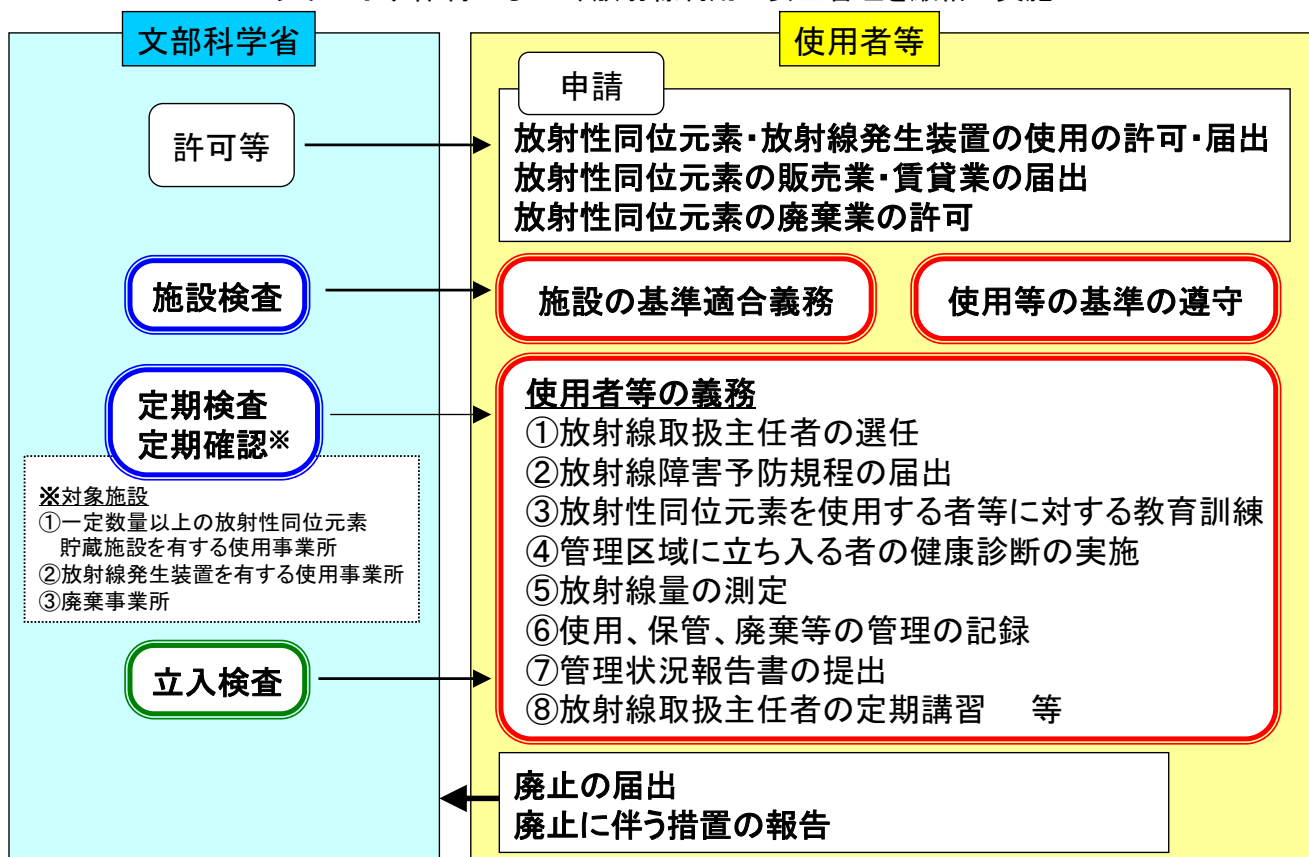 文部科学省
使用者等
許可等
申請
放射性同位元素・放射線発生装置の使用の許可・届出
放射性同位元素の販売業・賃貸業の届出
放射性同位元素の廃棄業の許可
施設検査
施設の基準適合義務
使用等の基準の遵守
定期検査
定期確認※
※対象施設
①一定数量以上の放射性同位元素
貯蔵施設を有する使用事業所
②放射線発生装置を有する使用事業所
③廃棄事業所
立入検査
使用者等の義務
①放射線取扱主任者の選任
②放射線障害予防規程の届出
③放射性同位元素を使用する者等に対する教育訓練
④管理区域に立ち入る者の健康診断の実施
⑤放射線量の測定
⑥使用、保管、廃棄等の管理の記録
⑦管理状況報告書の提出
⑧放射線取扱主任者の定期講習 等
廃止の届出
廃止に伴う措置の報告